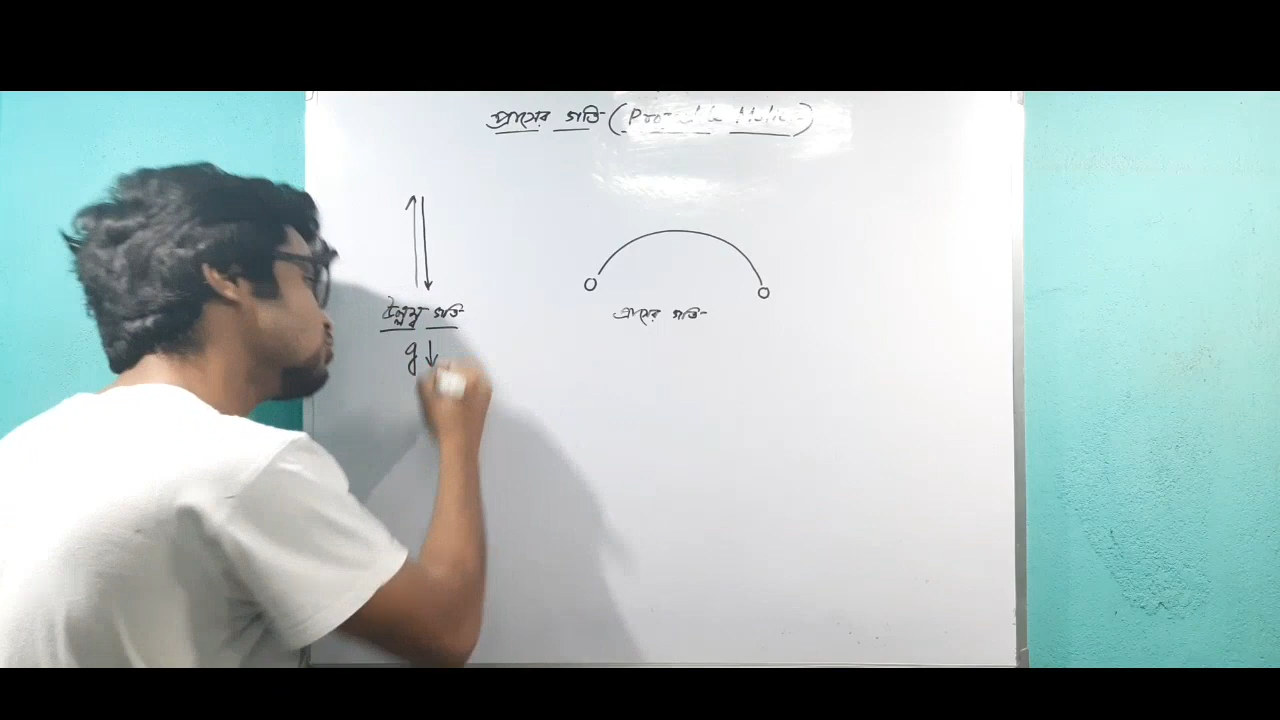 প্রাসের গতি (Projectile Motion)
উল্লম্ব গতি
প্রাসের গতি
g ↓